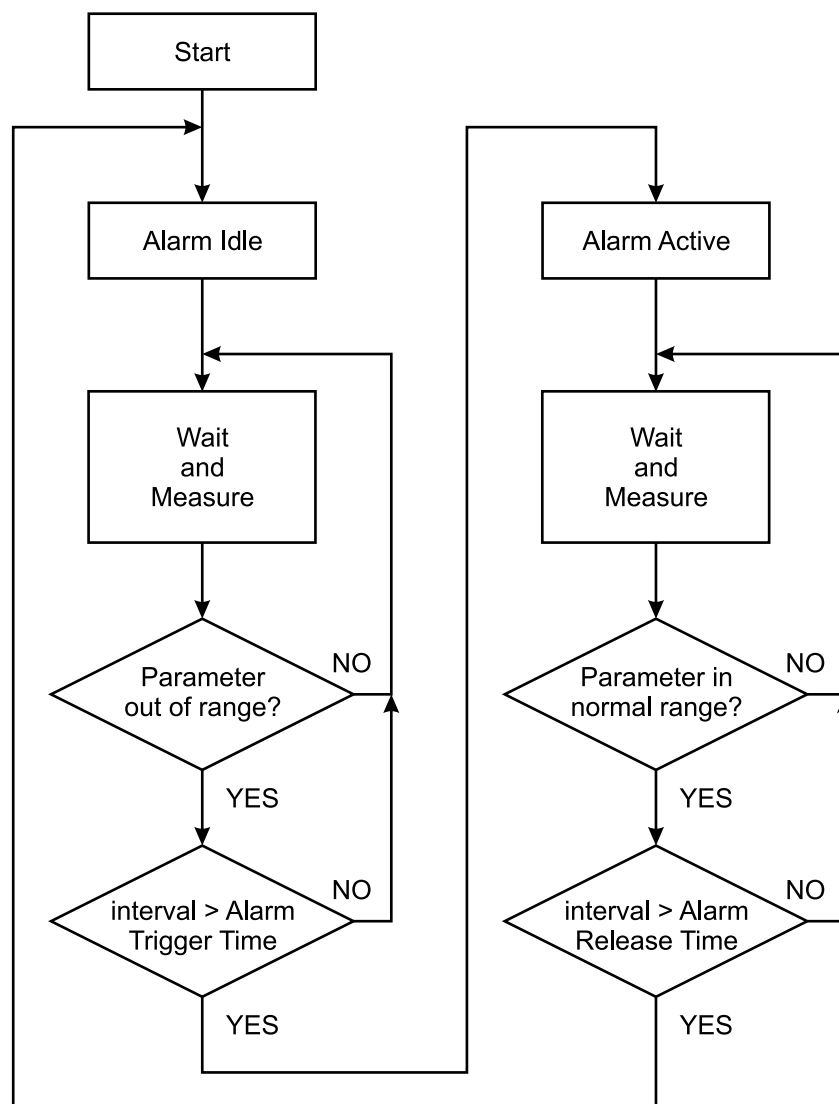 Start
Alarm Idle
Wait
and
Measure
Parameter
out of range?
NO
YES
interval > Alarm
Trigger Time
NO
YES
Alarm Active
Wait
and
Measure
Parameter in
normal range?
NO
YES
interval > Alarm
Release Time
NO
YES